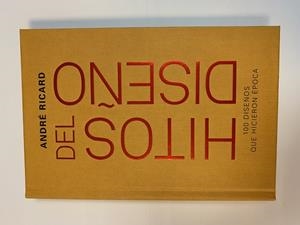 ANDRÉ RICARD
HITOS
DEL
DISEÑO
100 DISEÑOS
QUE HICIERON ÉPOCA